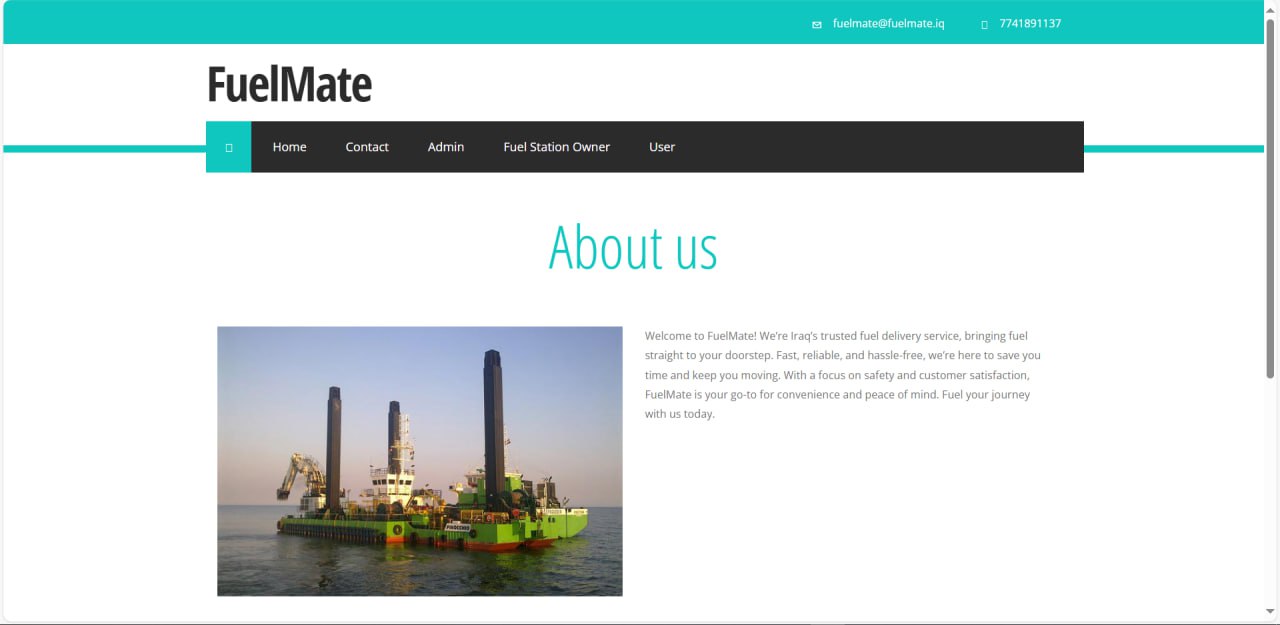 fuelmate@fuelmate.iq 7741891137
FuelMate
Home Contact Admin Fuel Station Owner User
About us
Welcome to FuelMate! We're Iraq's trusted fuel delivery service, bringing fuel
straight to your doorstep. Fast, reliable, and hassle-free, we're here to save you
time and keep you moving. With a focus on safety and customer satisfaction,
FuelMate is your go-to for convenience and peace of mind. Fuel your journey
with us today.
PINOCCHIO